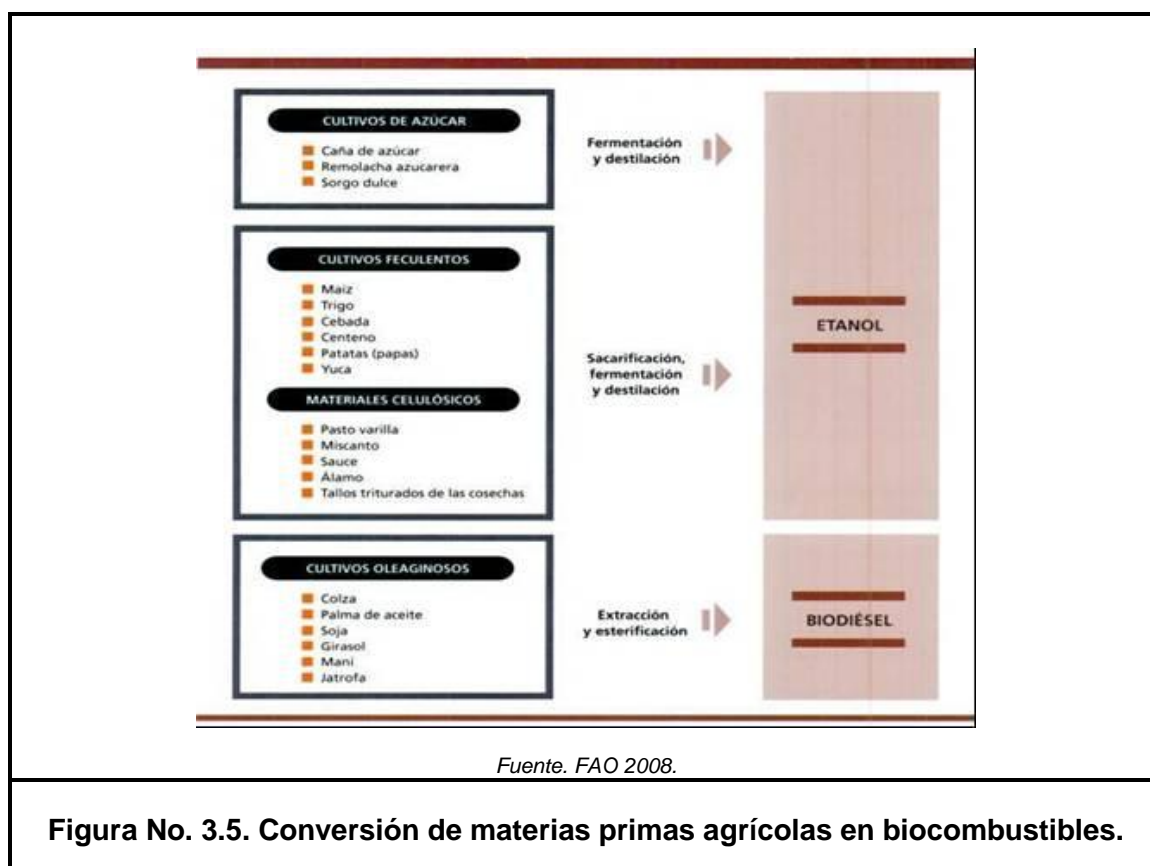 CULTIVOS DE AZÚCAR
Caña de azúcar
Remolacha azucarera
Sorgo dulce
Fermentación
y destilación
CULTIVOS FECULENTOS
Maíz
Trigo
Cebada
Centeno
Patatas (papas)
Yuca
MATERIALES CELULÓSICOS
Pasto varilla
Miscanto
Sauce
Álamo
Tallos triturados de las cosechas
Sacarificación,
fermentación
y destilación
ETANOL
CULTIVOS OLEAGINOSOS
Colza
Palma de aceite
Soja
Girasol
Maní
Jatrofa
Extracción
y esterificación
BIODIÉSEL
Fuente. FAO 2008.
Figura No. 3.5. Conversión de materias primas agrícolas en biocombustibles.